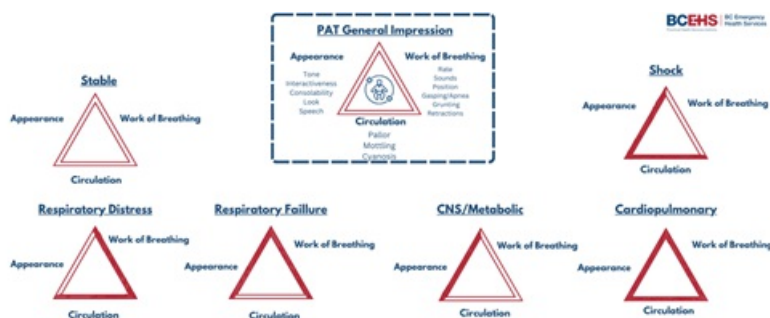 BCEHS BC Emergency
Health Services
PAT General Impression
Appearance
Work of Breathing
Tone
Interactiveness
Consolability
Look
Speech
Rate
Sounds
Position
Gasping/Apnea
Grunting
Retractions
Circulation
Pallor
Mottling
Cyanosis
Stable
Appearance
Work of Breathing
Circulation
Shock
Appearance
Work of Breathing
Circulation
Respiratory Distress
Work of Breathing
Appearance
Circulation
Respiratory Faillure
Work of Breathing
Appearance
Circulation
CNS/Metabolic
Work of Breathing
Appearance
Circulation
Cardiopulmonary
Work of Breathing
Appearance
Circulation